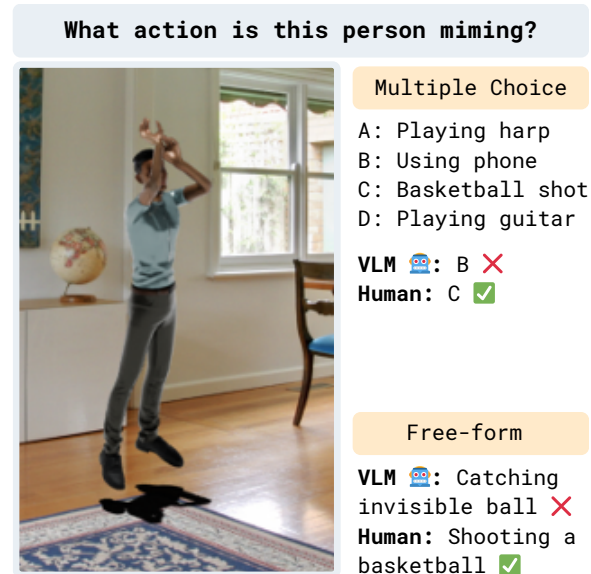 What action is this person miming?
Multiple Choice
A: Playing harp
B: Using phone
C: Basketball shot
D: Playing guitar
VLM 🤖: B ❌
Human: C ✅
Free-form
VLM 🤖: Catching
invisible ball ❌
Human: Shooting a
basketball ✅